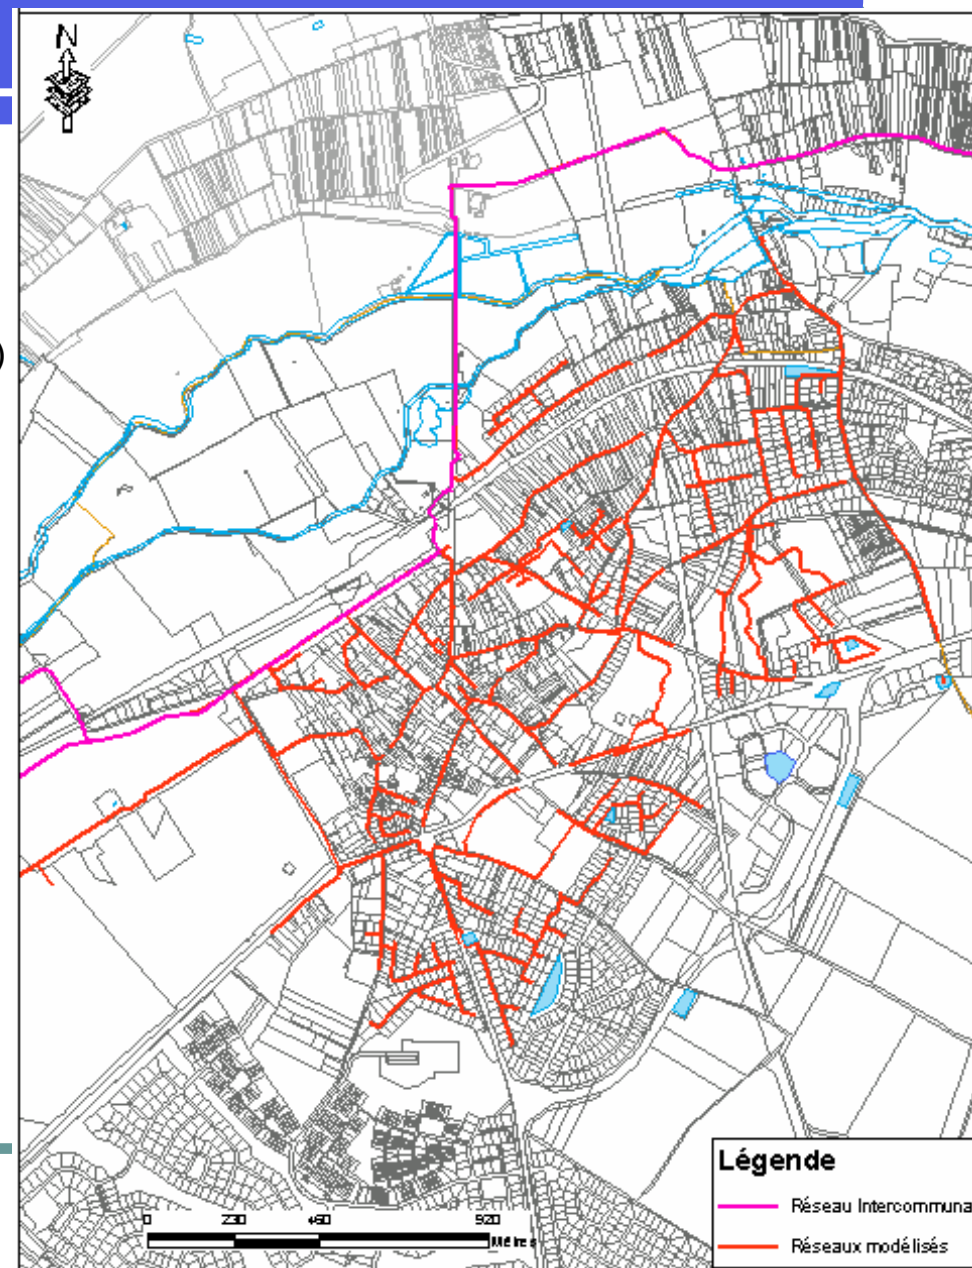 N
)
Légende
Réseau Intercommuna
Réseaux modélisés
0 230 460 920
Mètres